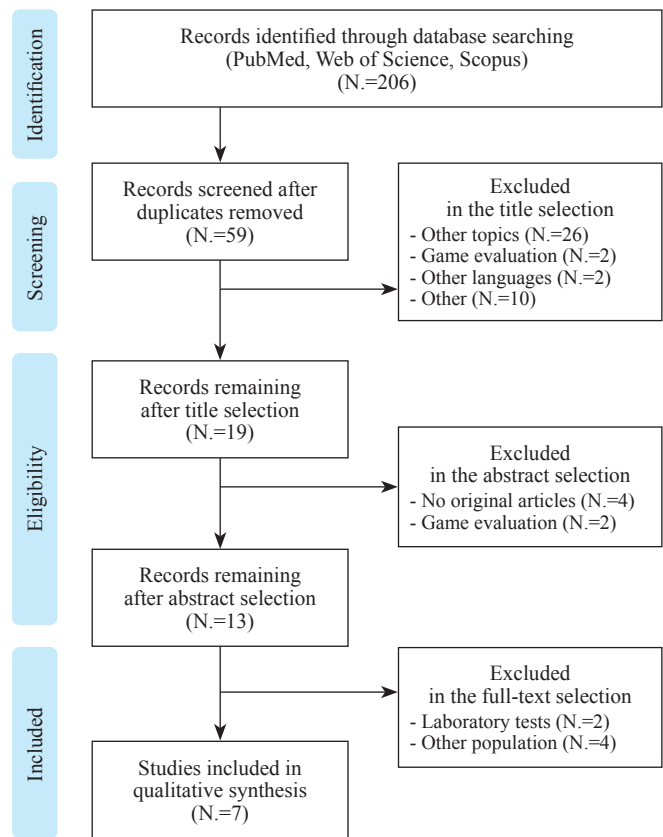 Identification
Records identified through database searching
(PubMed, Web of Science, Scopus)
(N.=206)
Screening
Records screened after
duplicates removed
(N.=59)
Excluded
in the title selection
- Other topics (N.=26)
- Game evaluation (N.=2)
- Other languages (N.=2)
- Other (N.=10)
Eligibility
Records remaining
after title selection
(N.=19)
Excluded
in the abstract selection
- No original articles (N.=4)
- Game evaluation (N.=2)
Records remaining
after abstract selection
(N.=13)
Included
Excluded
in the full-text selection
- Laboratory tests (N.=2)
- Other population (N.=4)
Studies included in
qualitative synthesis
(N.=7)